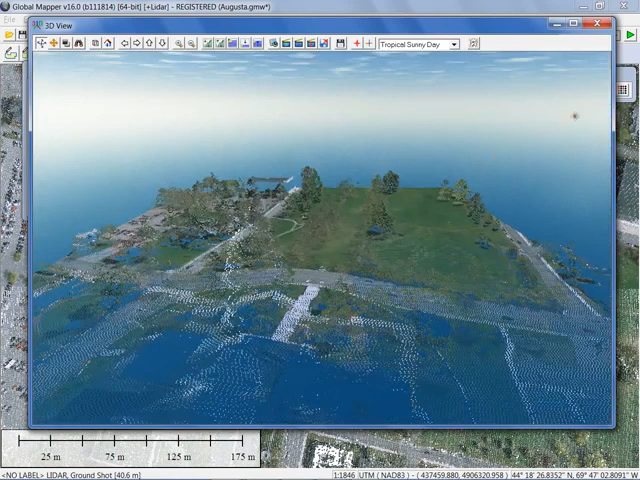 Global Mapper v16.0 (b111814) [64-bit] [+Lidar] - REGISTERED (Augusta.gmw*)
File
3D View
Tropical Sunny Day
25 m
75 m
125 m
175 m
<NO LABEL> LIDAR, Ground Shot [40.6 m]
1:1846
UTM (NAD83) - (437459.880, 4906320.958)
44° 18' 26.8352" N, 69° 47' 02.8091" W